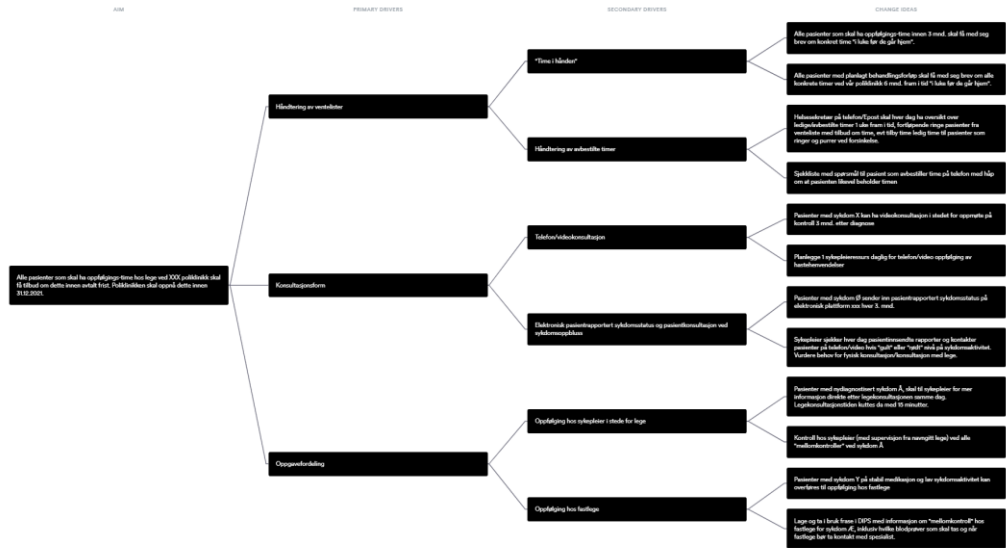 AIM
PRIMARY DRIVERS
SECONDARY DRIVERS
CHANGE IDEAS
Alle pasienter som skal ha oppfølgings-time hos lege ved XXX poliklinikk skal
få tilbud om dette innen avtalt frist. Poliklinikken skal oppnå dette innen
31.12.2021.
Håndtering av ventelister
"Time i hånden"
Alle pasienter som skal ha oppfølgings-time innen 3 mnd. skal få med seg
brev om konkret time "i luke før de går hjem".
Alle pasienter med planlagt behandlingsforløp skal få med seg brev om alle
konkrete timer ved vår poliklinikk 6 mnd. fram i tid "i luke før de går hjem".
Håndtering av avbestilte timer
Helsesekretær på telefon/Epost skal hver dag ha oversikt over
ledige/avbestilte timer 1 uke fram i tid, fortløpende ringe pasienter fra
venteliste med tilbud om time, evt tilby time ledig time til pasienter som
ringer og purrer ved forsinkelse.
Sjekkliste med spørsmål til pasient som avbestiller time på telefon med håp
om at pasienten likevel beholder timen
Konsultasjonsform
Telefon/videokonsultasjon
Pasienter med sykdom X kan ha videokonsultasjon i stedet for oppmøte på
kontroll 3 mnd. etter diagnose
Planlegge 1 sykepleieressurs daglig for telefon/video oppfølging av
hastehenvendelser
Elektronisk pasientrapportert sykdomsstatus og pasientkonsultasjon ved
sykdomsoppbluss
Pasienter med sykdom Ø sender inn pasientrapportert sykdomsstatus på
elektronisk plattform xxx hver 3. mnd.
Sykepleier sjekker hver dag pasientinnsendte rapporter og kontakter
pasienter på telefon/video hvis "gult" eller "rødt" nivå på sykdomsaktivitet.
Vurdere behov for fysisk konsultasjon/konsultasjon med lege.
Oppgavefordeling
Oppfølging hos sykepleier i stede for lege
Pasienter med nydiagnostisert sykdom Å, skal til sykepleier for mer
informasjon direkte etter legekonsultasjonen samme dag.
Legekonsultasjonstiden kuttes da med 15 minutter.
Kontroll hos sykepleier (med supervisjon fra navngitt lege) ved alle
"mellomkontroller" ved sykdom Å
Oppfølging hos fastlege
Pasienter med sykdom Y på stabil medikasjon og lav sykdomsaktivitet kan
overføres til oppfølging hos fastlege
Lage og ta i bruk frase i DIPS med informasjon om "mellomkontroll" hos
fastlege for sykdom Æ, inklusiv hvilke blodprøver som skal tas og når
fastlege bør ta kontakt med spesialist.